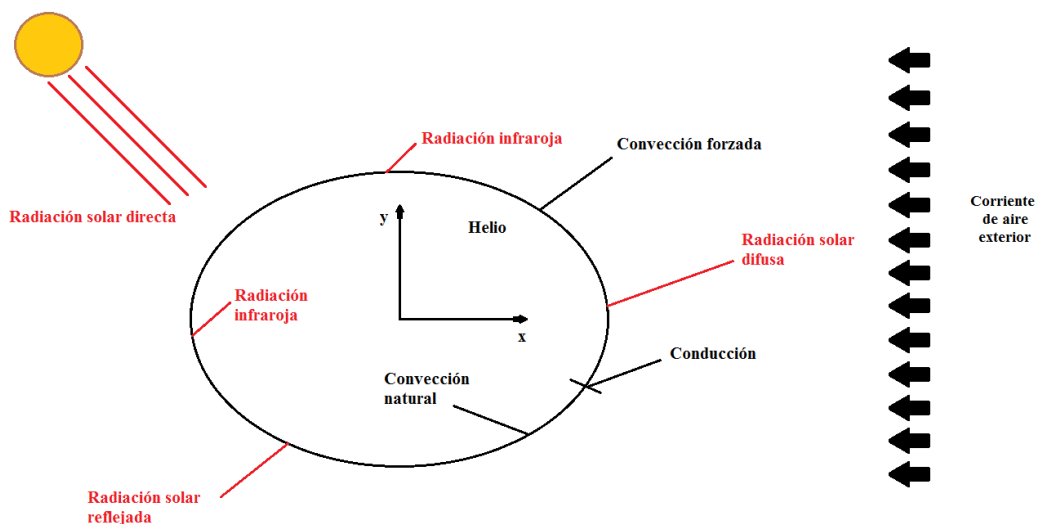 Radiación infraroja
Convección forzada
Radiación solar directa
y
Helio
Corriente
de aire
exterior
Radiación solar
difusa
Radiación
infraroja
x
Conducción
Convección
natural
Radiación solar
reflejada